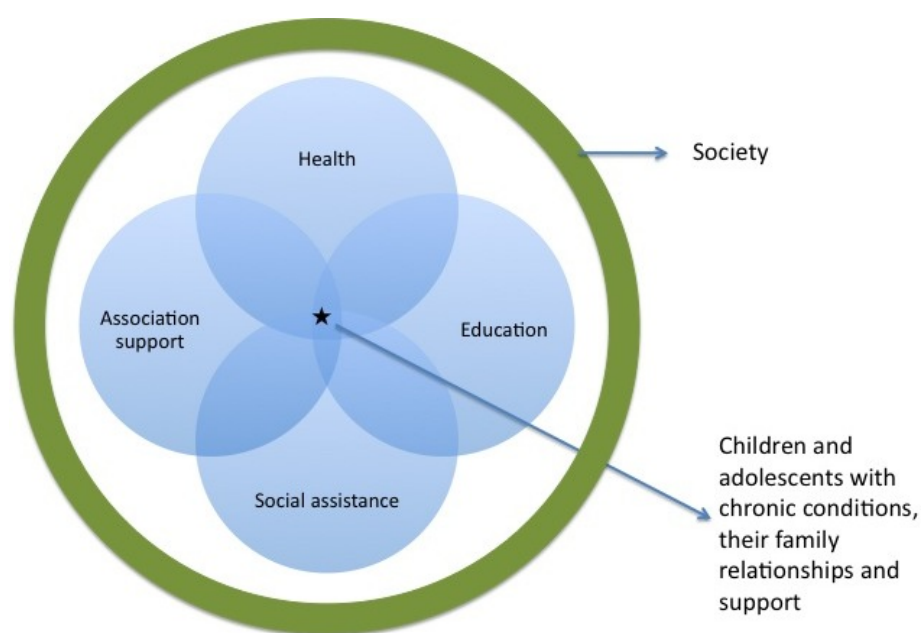 Health
Society
Association
support
Education
Social assistance
Children and
adolescents with
chronic conditions,
their family
relationships and
support